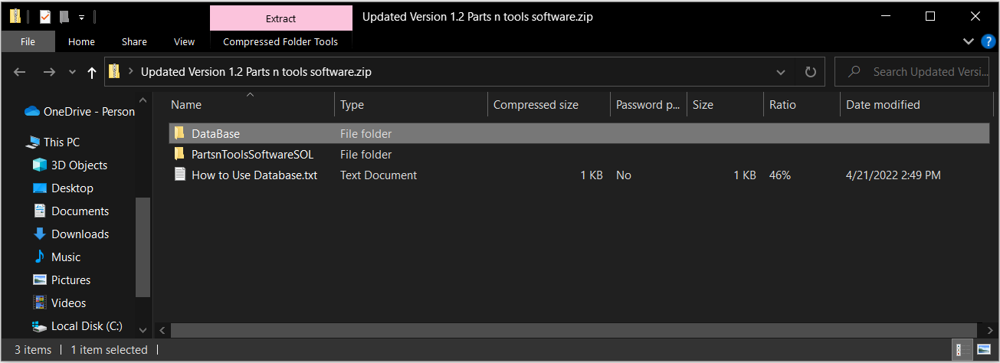 Extract
Updated Version 1.2 Parts n tools software.zip
File Home Share View Compressed Folder Tools
Updated Version 1.2 Parts n tools software.zip
Search Updated Versi...
Name Type Compressed size Password p... Size Ratio Date modified
OneDrive - Person
This PC
3D Objects
Desktop
Documents
Downloads
Music
Pictures
Videos
Local Disk (C:)
DataBase File folder
PartsnToolsSoftwareSOL File folder
How to Use Database.txt Text Document 1 KB No 1 KB 46% 4/21/2022 2:49 PM
3 items 1 item selected